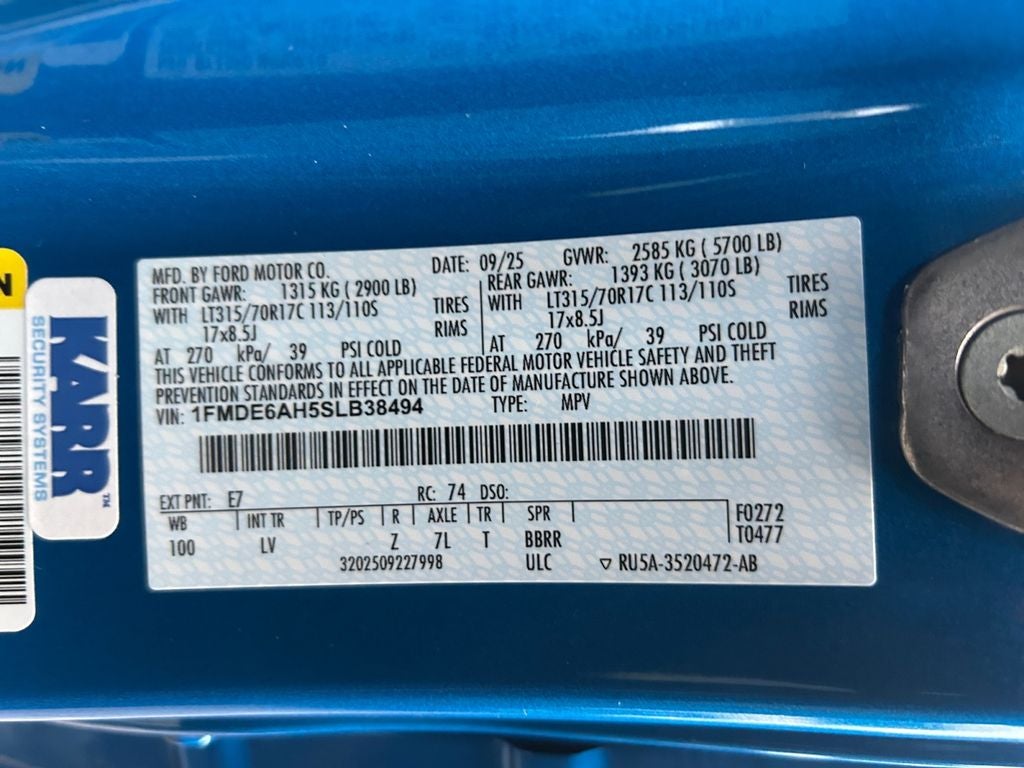 MFD. BY FORD MOTOR CO. DATE: 09/25 GVWR: 2585 KG ( 5700 LB)
FRONT GAWR: 1315 KG ( 2900 LB) REAR GAWR: 1393 KG ( 3070 LB)
WITH LT315/70R17C 113/110S TIRES WITH LT315/70R17C 113/110S TIRES
17x8.5J RIMS 17x8.5J RIMS
AT 270 kPa/ 39 PSI COLD AT 270 kPa/ 39 PSI COLD
THIS VEHICLE CONFORMS TO ALL APPLICABLE FEDERAL MOTOR VEHICLE SAFETY AND THEFT
PREVENTION STANDARDS IN EFFECT ON THE DATE OF MANUFACTURE SHOWN ABOVE.
VIN: 1FMDE6AH5SLB38494 TYPE: MPV
EXT PNT: E7 RC: 74 DSO:
WB INT TR TP/PS R AXLE TR SPR F0272
100 LV Z 7L T BBRR T0477
3202509227998 ULC RU5A-3520472-AB
KARR™
SECURITY SYSTEMS
N